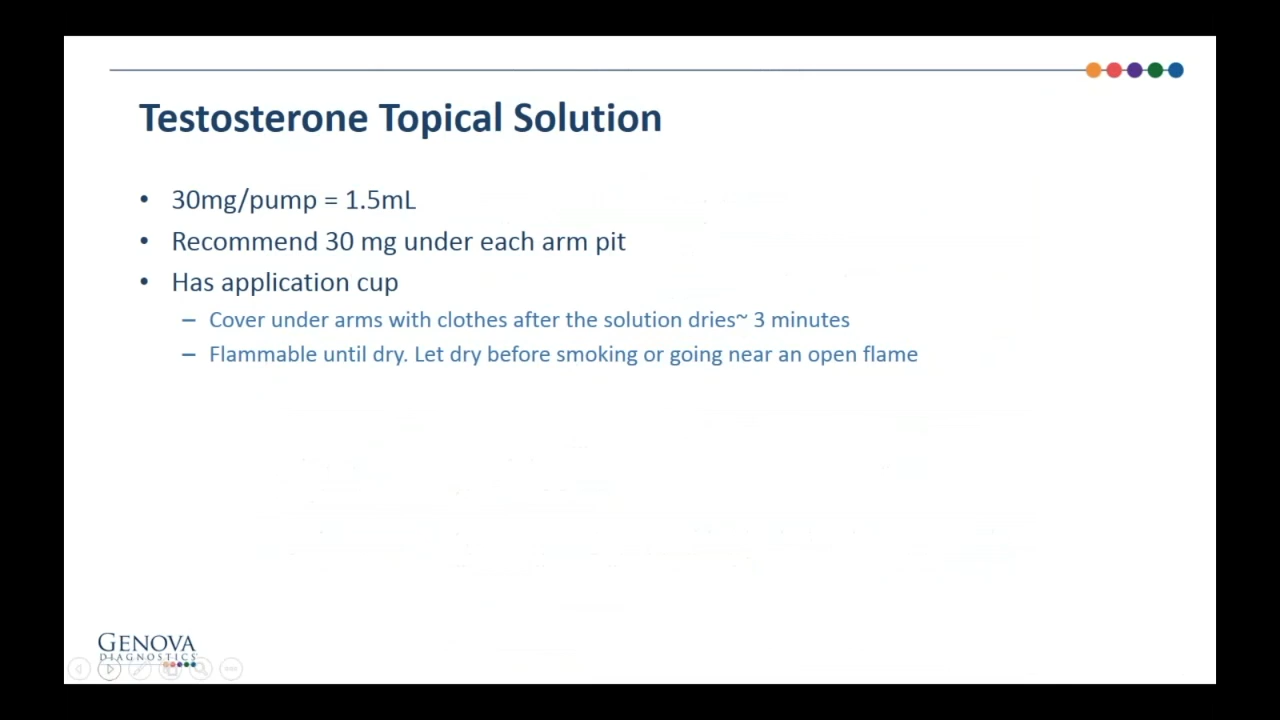 Testosterone Topical Solution
• 30mg/pump = 1.5mL
• Recommend 30 mg under each arm pit
• Has application cup
– Cover under arms with clothes after the solution dries~ 3 minutes
– Flammable until dry. Let dry before smoking or going near an open flame
GENOVA
DIAGNOSTICS